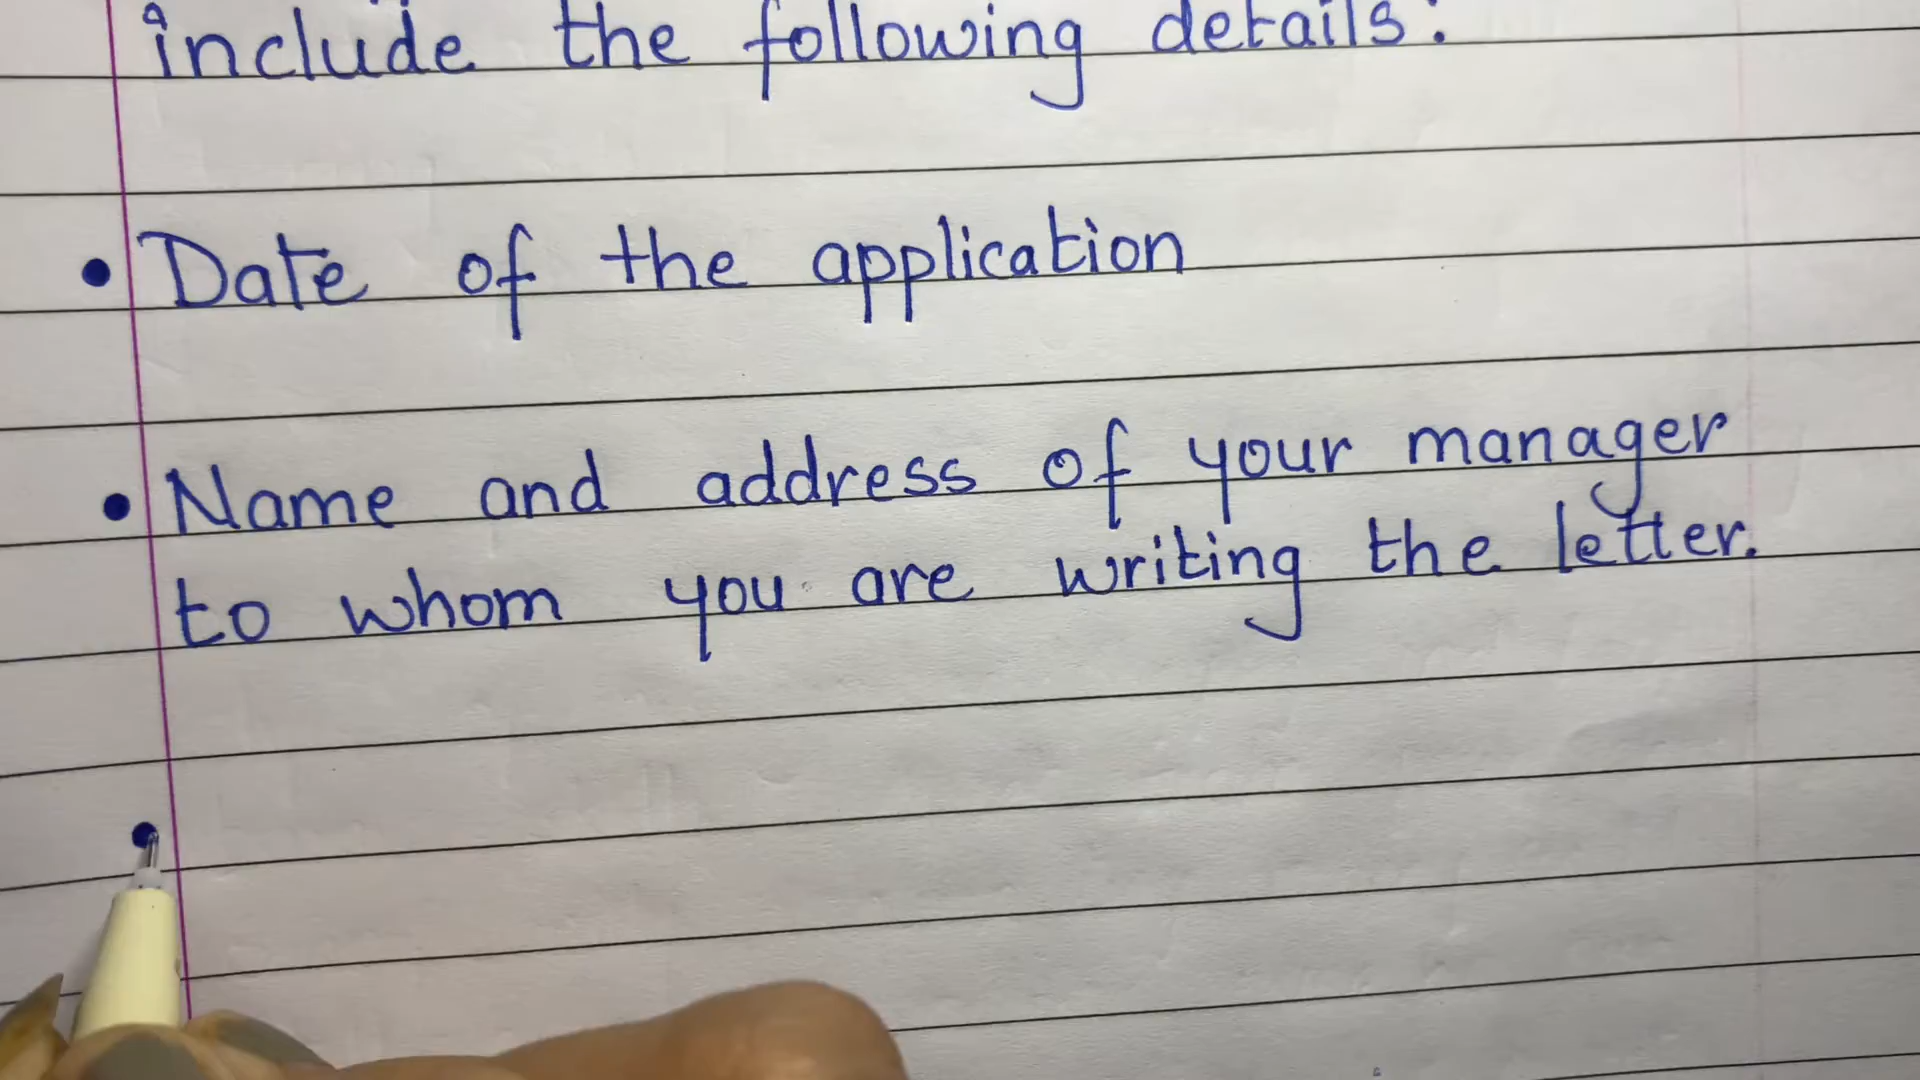 include the following details:
• Date of the application
• Name and address of your manager
to whom you are writing the letter.
•